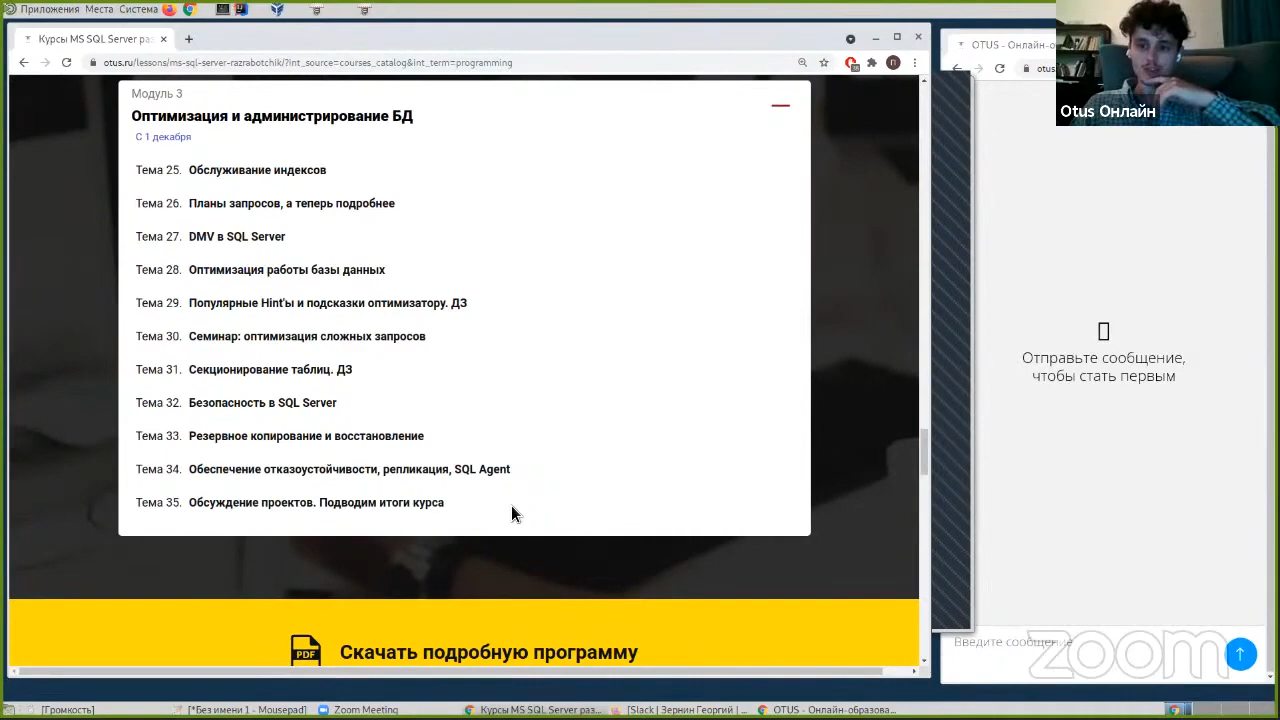 Приложения Места Система
Курсы MS SQL Server раз
OTUS - Онлайн-о
otus.ru/lessons/ms-sql-server-razrabotchik/?int_source=courses_catalog&int_term=programming
П
otus
Otus Онлайн
Модуль 3
Оптимизация и администрирование БД
С 1 декабря
Тема 25. Обслуживание индексов
Тема 26. Планы запросов, а теперь подробнее
Тема 27. DMV в SQL Server
Тема 28. Оптимизация работы базы данных
Тема 29. Популярные Hint'ы и подсказки оптимизатору. ДЗ
Тема 30. Семинар: оптимизация сложных запросов
Тема 31. Секционирование таблиц. ДЗ
Тема 32. Безопасность в SQL Server
Тема 33. Резервное копирование и восстановление
Тема 34. Обеспечение отказоустойчивости, репликация, SQL Agent
Тема 35. Обсуждение проектов. Подводим итоги курса
Отправьте сообщение,
чтобы стать первым
PDF
Скачать подробную программу
Введите сообщение
zoom
[Громкость]
[*Без имени 1 - Mousepad]
Zoom Meeting
Курсы MS SQL Server раз...
[Slack | Зернин Георгий | ...
OTUS - Онлайн-образова...